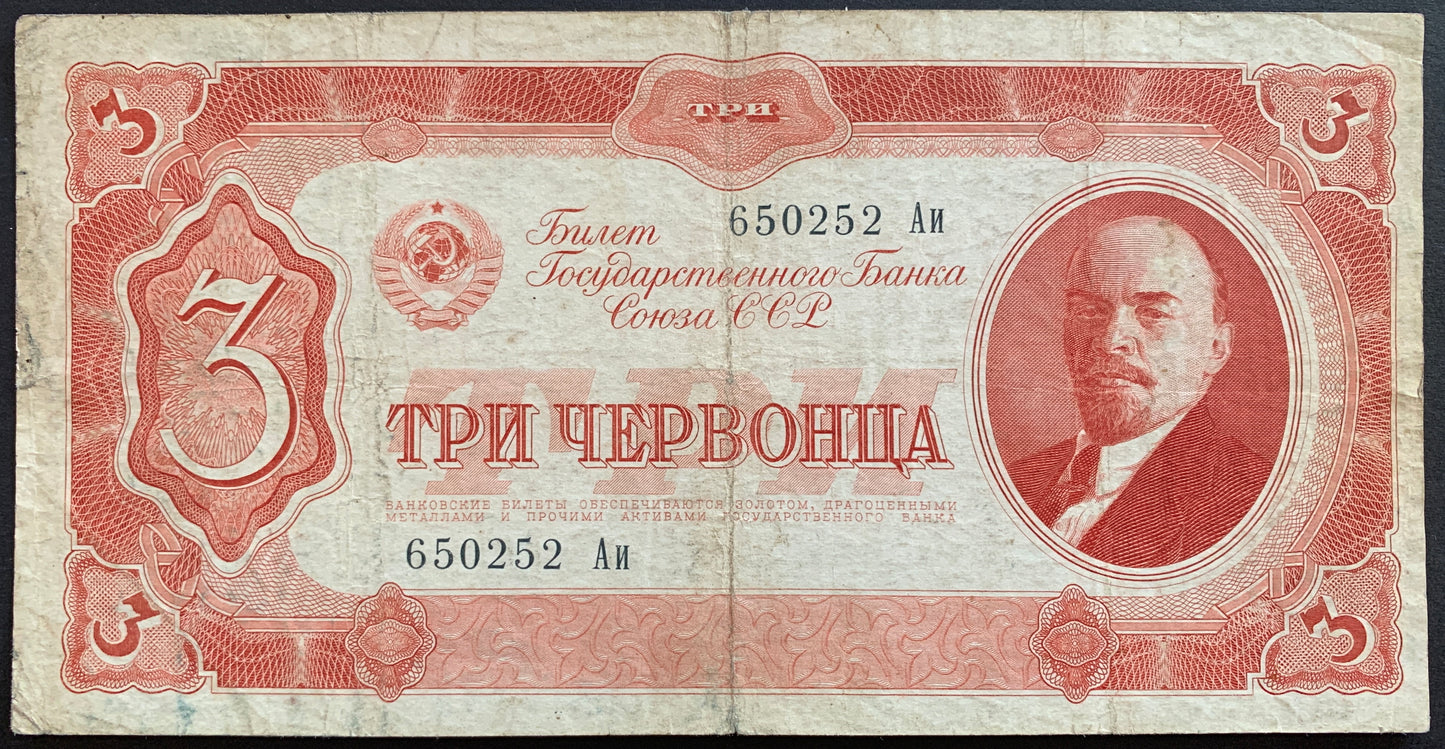 3
ТРИ
3
Билет
650252 Аи
Государственного Банка
Союза ССР
3
ТРИ
ТРИ ЧЕРВОНЦА
БАНКОВСКИЕ БИЛЕТЫ ОБЕСПЕЧИВАЮТСЯ ЗОЛОТОМ, ДРАГОЦЕННЫМИ
МЕТАЛЛАМИ И ПРОЧИМИ АКТИВАМИ ГОСУДАРСТВЕННОГО БАНКА
650252 Аи
3
3